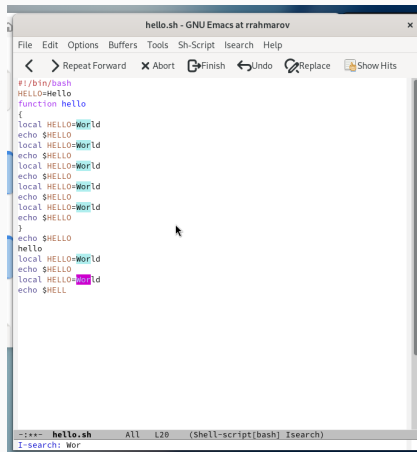 hello.sh - GNU Emacs at rrahmarov
File Edit Options Buffers Tools Sh-Script Isearch Help
Repeat Forward Abort Finish Undo Replace Show Hits
#!/bin/bash
HELLO=Hello
function hello
{
local HELLO=World
echo $HELLO
local HELLO=World
echo $HELLO
local HELLO=World
echo $HELLO
local HELLO=World
echo $HELLO
local HELLO=World
echo $HELLO
}
echo $HELLO
hello
local HELLO=World
echo $HELLO
local HELLO=World
echo $HELL
-:**- hello.sh All L20 (Shell-script[bash] Isearch)
I-search: Wor